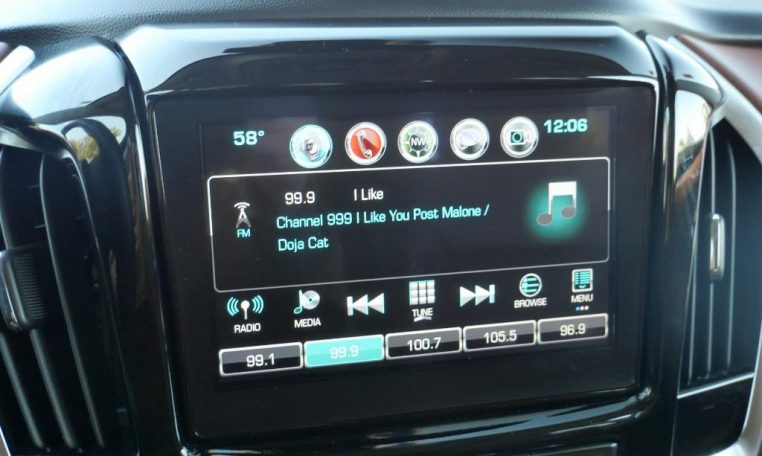 58° NW 12:06
99.9 I Like
Channel 999 I Like You Post Malone /
FM
Doja Cat
RADIO MEDIA TUNE BROWSE MENU
99.1 99.9 100.7 105.5 96.9